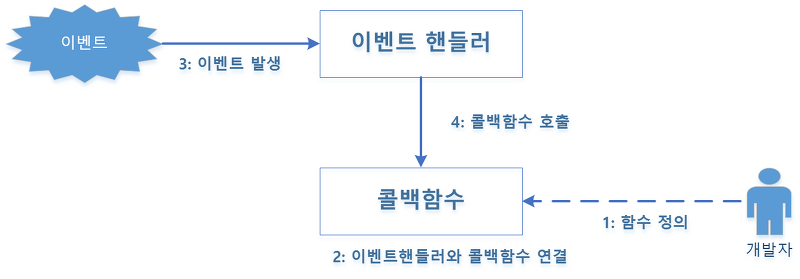 이벤트
이벤트 핸들러
3: 이벤트 발생
4: 콜백함수 호출
콜백함수
1: 함수 정의
개발자
2: 이벤트핸들러와 콜백함수 연결